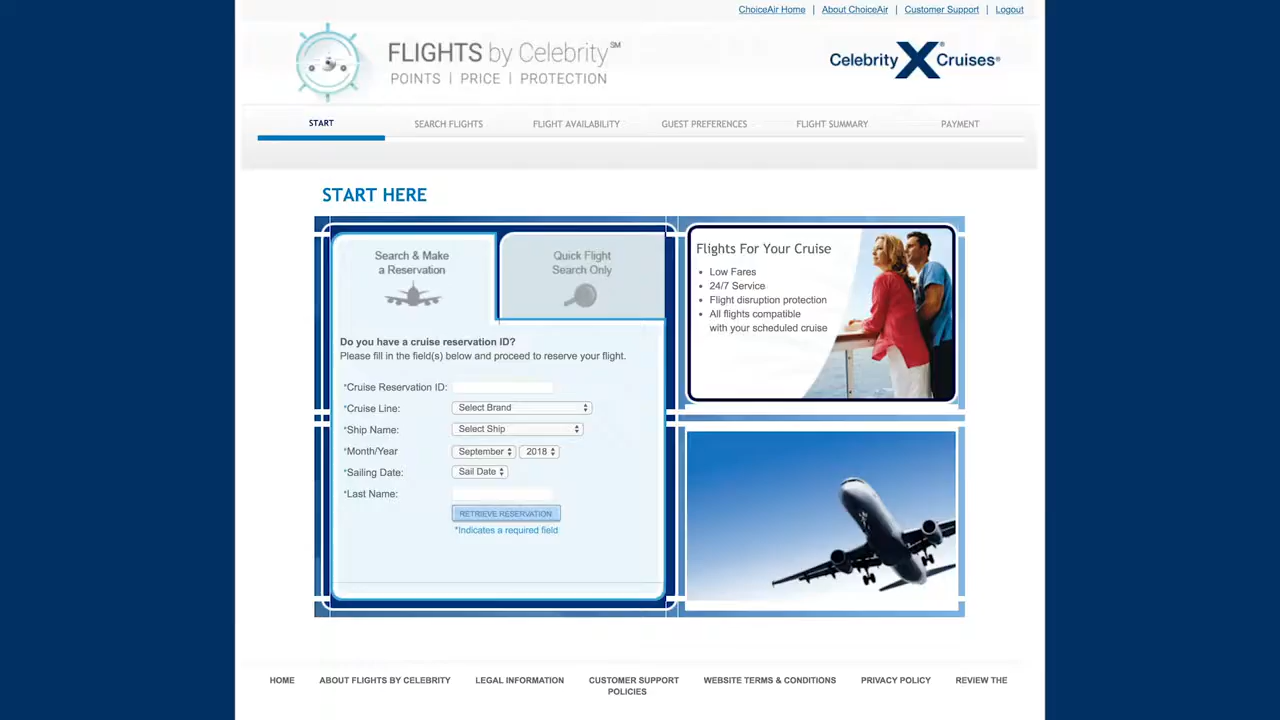 ChoiceAir Home | About ChoiceAir | Customer Support | Logout
FLIGHTS by Celebrity℠
POINTS | PRICE | PROTECTION
Celebrity X® Cruises®
START
SEARCH FLIGHTS
FLIGHT AVAILABILITY
GUEST PREFERENCES
FLIGHT SUMMARY
PAYMENT
START HERE
Search & Make
a Reservation
Quick Flight
Search Only
Do you have a cruise reservation ID?
Please fill in the field(s) below and proceed to reserve your flight.
*Cruise Reservation ID:
*Cruise Line: Select Brand
*Ship Name: Select Ship
*Month/Year September 2018
*Sailing Date: Sail Date
*Last Name:
RETRIEVE RESERVATION
*Indicates a required field
Flights For Your Cruise
• Low Fares
• 24/7 Service
• Flight disruption protection
• All flights compatible
with your scheduled cruise
HOME
ABOUT FLIGHTS BY CELEBRITY
LEGAL INFORMATION
CUSTOMER SUPPORT
POLICIES
WEBSITE TERMS & CONDITIONS
PRIVACY POLICY
REVIEW THE